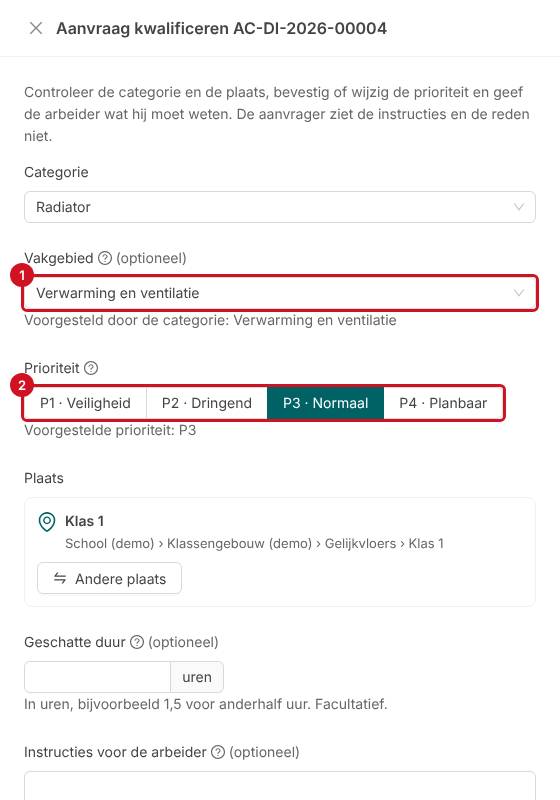 Aanvraag kwalificeren AC-DI-2026-00004
Controleer de categorie en de plaats, bevestig of wijzig de prioriteit en geef
de arbeider wat hij moet weten. De aanvrager ziet de instructies en de reden
niet.
Categorie
Radiator
Vakgebied (optioneel)
1
Verwarming en ventilatie
Voorgesteld door de categorie: Verwarming en ventilatie
Prioriteit
2
P1 · Veiligheid P2 · Dringend P3 · Normaal P4 · Planbaar
Voorgestelde prioriteit: P3
Plaats
Klas 1
School (demo) › Klassengebouw (demo) › Gelijkvloers › Klas 1
Andere plaats
Geschatte duur (optioneel)
uren
In uren, bijvoorbeeld 1,5 voor anderhalf uur. Facultatief.
Instructies voor de arbeider (optioneel)